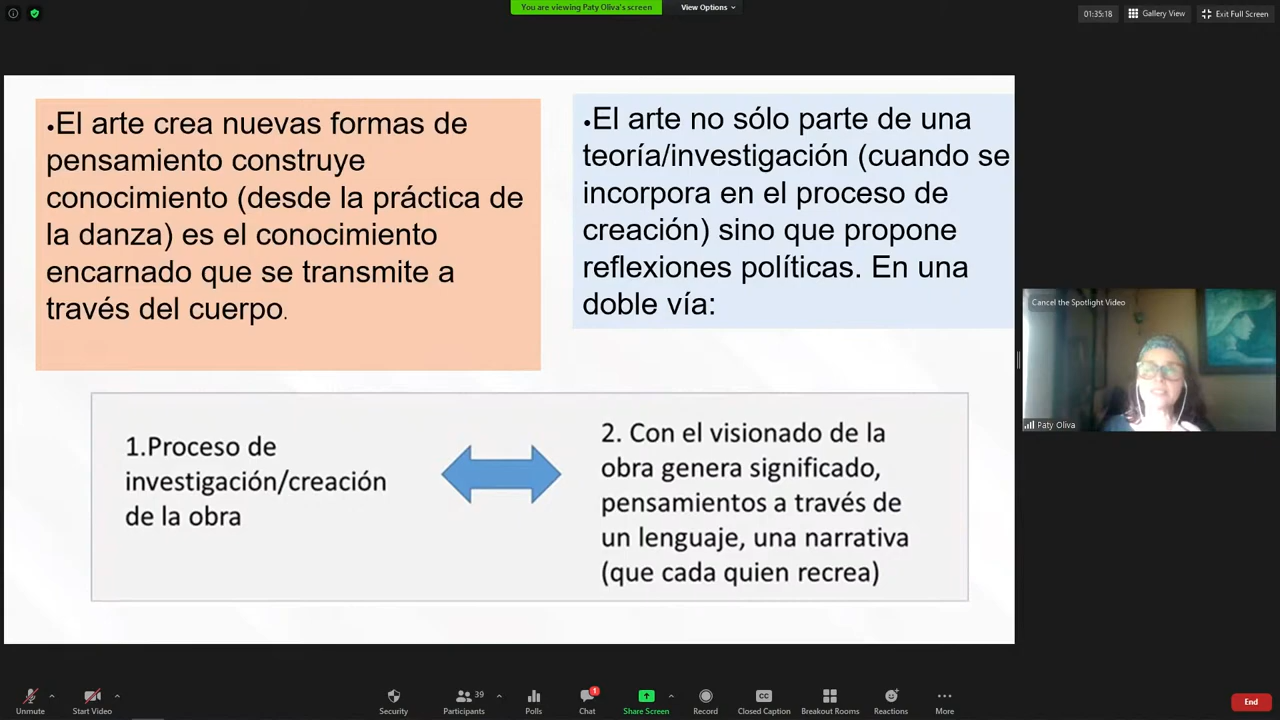 You are viewing Paty Oliva's screen
View Options
01:35:18
Gallery View
Exit Full Screen
•El arte crea nuevas formas de
pensamiento construye
conocimiento (desde la práctica de
la danza) es el conocimiento
encarnado que se transmite a
través del cuerpo.
•El arte no sólo parte de una
teoría/investigación (cuando se
incorpora en el proceso de
creación) sino que propone
reflexiones políticas. En una
doble vía:
1.Proceso de
investigación/creación
de la obra
2. Con el visionado de la
obra genera significado,
pensamientos a través de
un lenguaje, una narrativa
(que cada quien recrea)
Cancel the Spotlight Video
Paty Oliva
Unmute
Start Video
Security
Participants
39
Polls
Chat
1
Share Screen
Record
Closed Caption
Breakout Rooms
Reactions
More
End